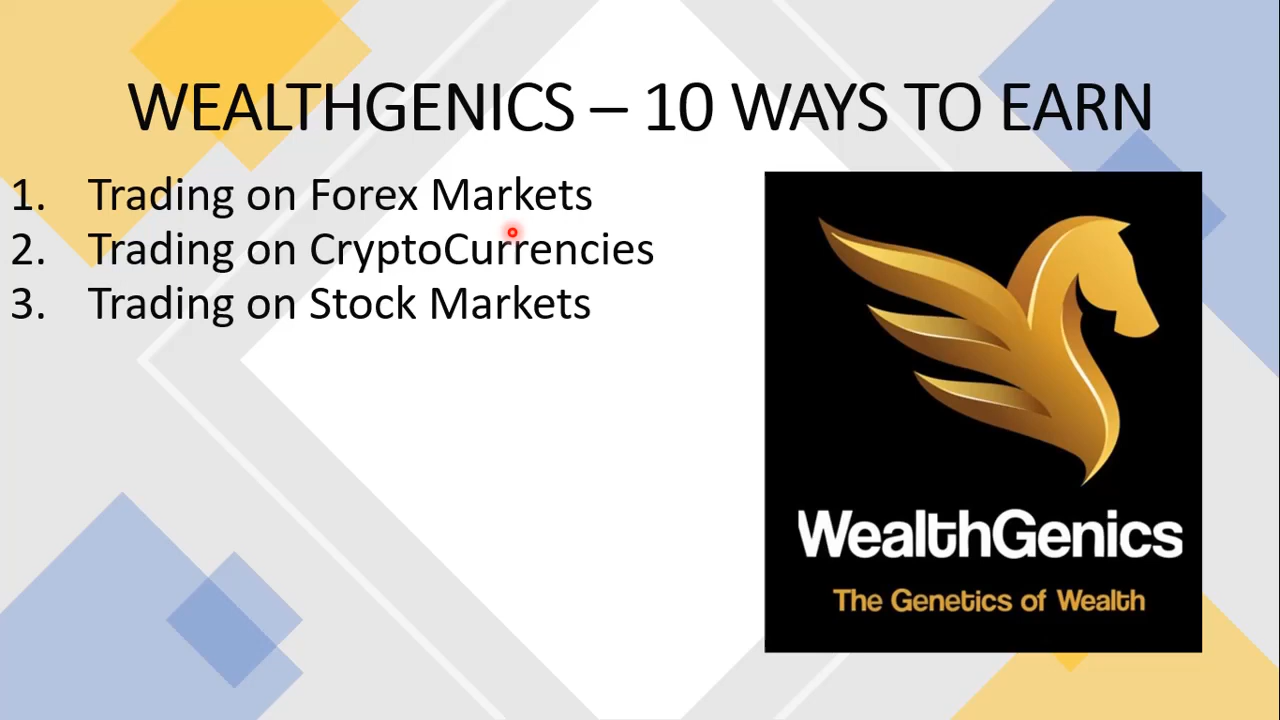 WEALTHGENICS – 10 WAYS TO EARN
1. Trading on Forex Markets
2. Trading on CryptoCurrencies
3. Trading on Stock Markets
WealthGenics
The Genetics of Wealth